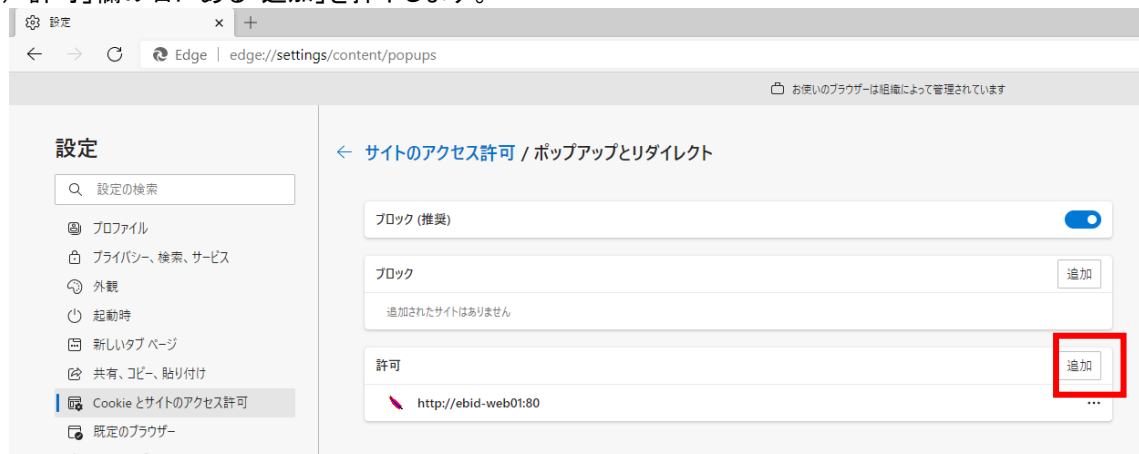 設定
Edge | edge://settings/content/popups
お使いのブラウザーは組織によって管理されています
設定
設定の検索
プロファイル
プライバシー、検索、サービス
外観
起動時
新しいタブ ページ
共有、コピー、貼り付け
Cookie とサイトのアクセス許可
既定のブラウザー
サイトのアクセス許可 / ポップアップとリダイレクト
ブロック (推奨)
ブロック
追加
追加されたサイトはありません
許可
追加
http://ebid-web01:80